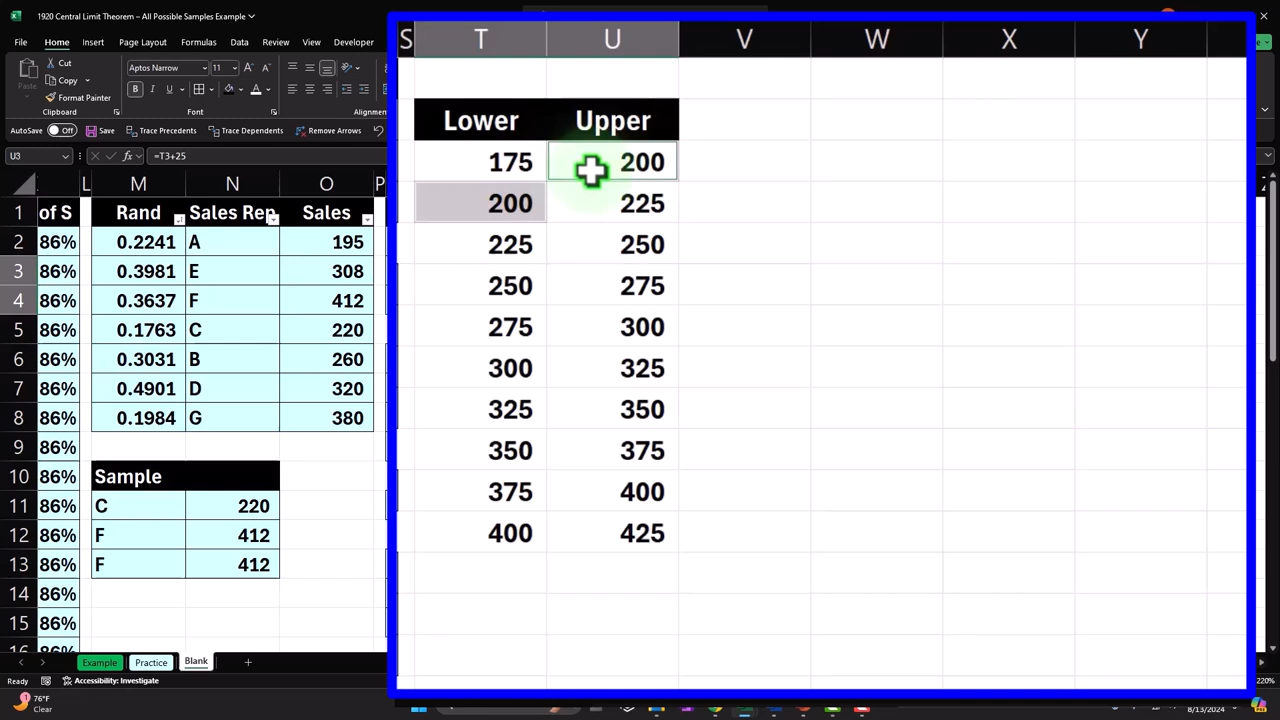 1920 Central Limit Theorem – All Possible Samples Example
File Home Insert Page Layout Formulas Data Review View Developer
Cut
Copy
Format Painter
Paste
Aptos Narrow 11
B I U
Clipboard Font Alignment
AutoSave Off Save Trace Precedents Trace Dependents Remove Arrows
U3 fx =T3+25
L M N O P
1 of S Rand Sales Rep Sales
2 86% 0.2241 A 195
3 86% 0.3981 E 308
4 86% 0.3637 F 412
5 86% 0.1763 C 220
6 86% 0.3031 B 260
7 86% 0.4901 D 320
8 86% 0.1984 G 380
9 86%
10 86% Sample
11 86% C 220
12 86% F 412
13 86% F 412
14 86%
15 86%
16 86%
Example Practice Blank +
Ready Accessibility: Investigate
220%
1 76°F
Clear
8/13/2024
S T U V W X Y
Lower Upper
175 200
200 225
225 250
250 275
275 300
300 325
325 350
350 375
375 400
400 425